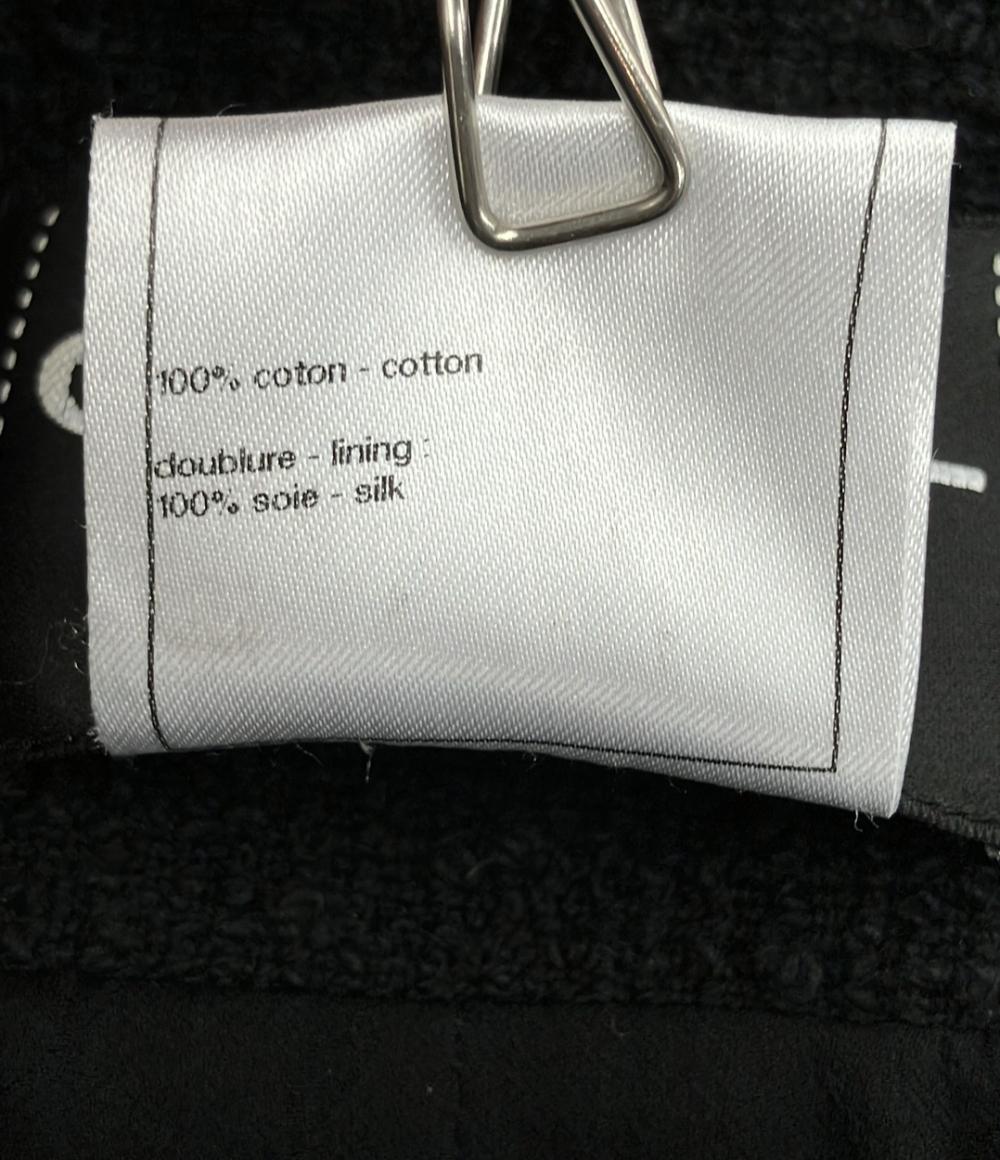 100% coton - cotton
doublure - lining :
100% soie - silk